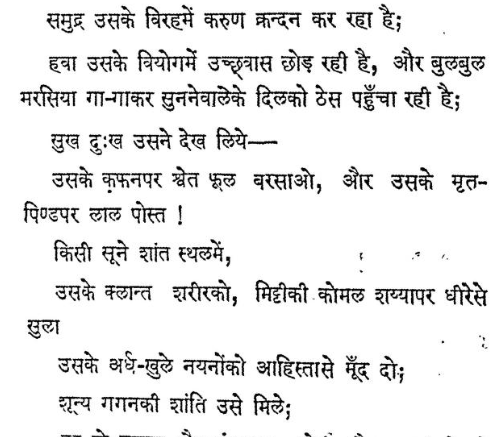 समुद्र उसके विरहमें करुण क्रन्दन कर रहा है;
हवा उसके वियोगमें उच्छ्वास छोड़ रही है, और बुलबुल
मरसिया गा-गाकर सुननेवालेके दिलको ठेस पहुँचा रही है;
सुख दुःख उसने देख लिये—
उसके कफ़नपर श्वेत फूल बरसाओ, और उसके मृत-
पिण्डपर लाल पोस्त !
किसी सूने शांत स्थलमें,
उसके क्लान्त शरीरको, मिट्टीकी कोमल शय्यापर धीरेसे
सुला
उसके अर्ध-खुले नयनोंको आहिस्तासे मूँद दो;
शून्य गगनकी शांति उसे मिले;